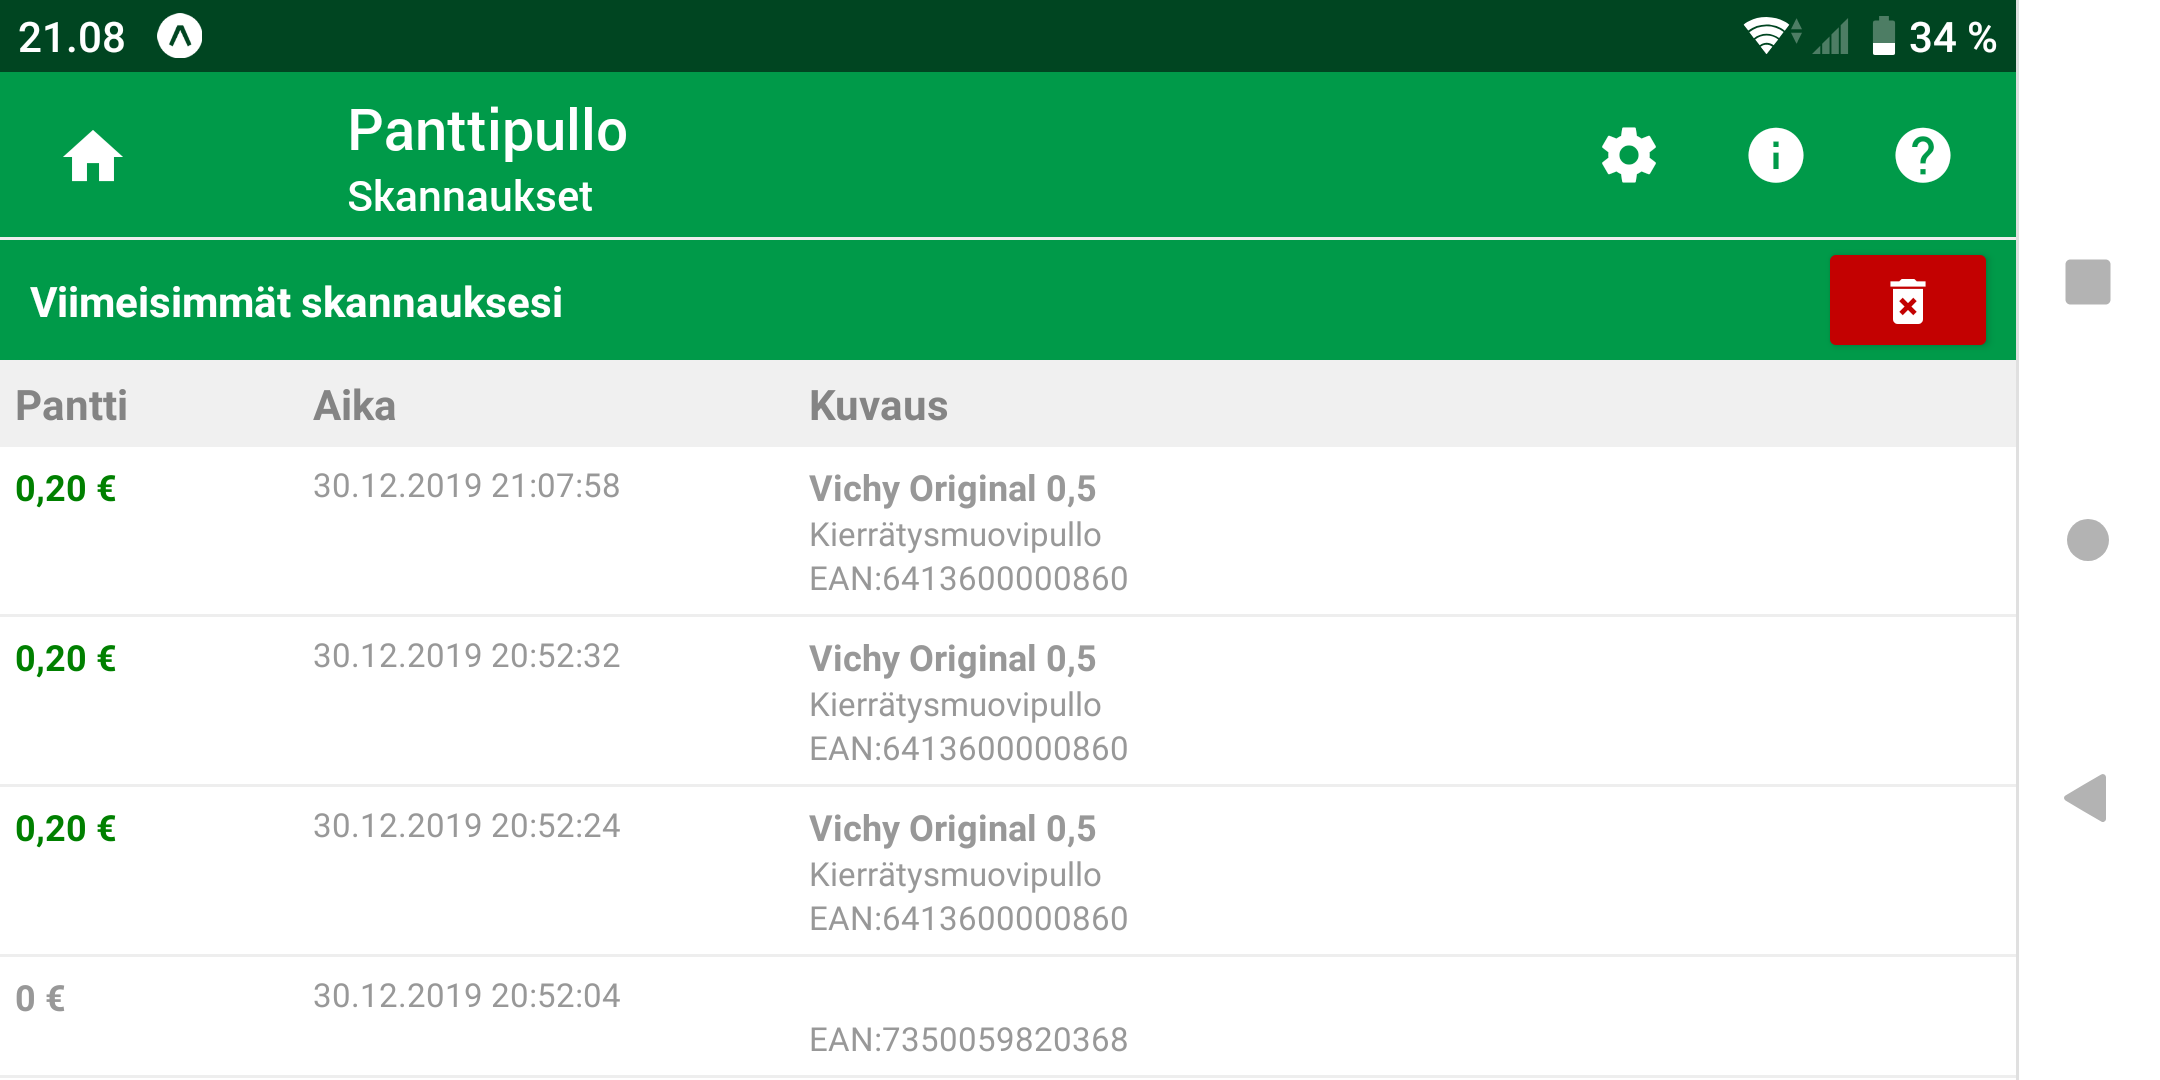 21.08 34 %
Panttipullo
Skannaukset
Viimeisimmät skannauksesi
Pantti Aika Kuvaus
0,20 € 30.12.2019 21:07:58 Vichy Original 0,5
Kierrätysmuovipullo
EAN:6413600000860
0,20 € 30.12.2019 20:52:32 Vichy Original 0,5
Kierrätysmuovipullo
EAN:6413600000860
0,20 € 30.12.2019 20:52:24 Vichy Original 0,5
Kierrätysmuovipullo
EAN:6413600000860
0 € 30.12.2019 20:52:04
EAN:7350059820368